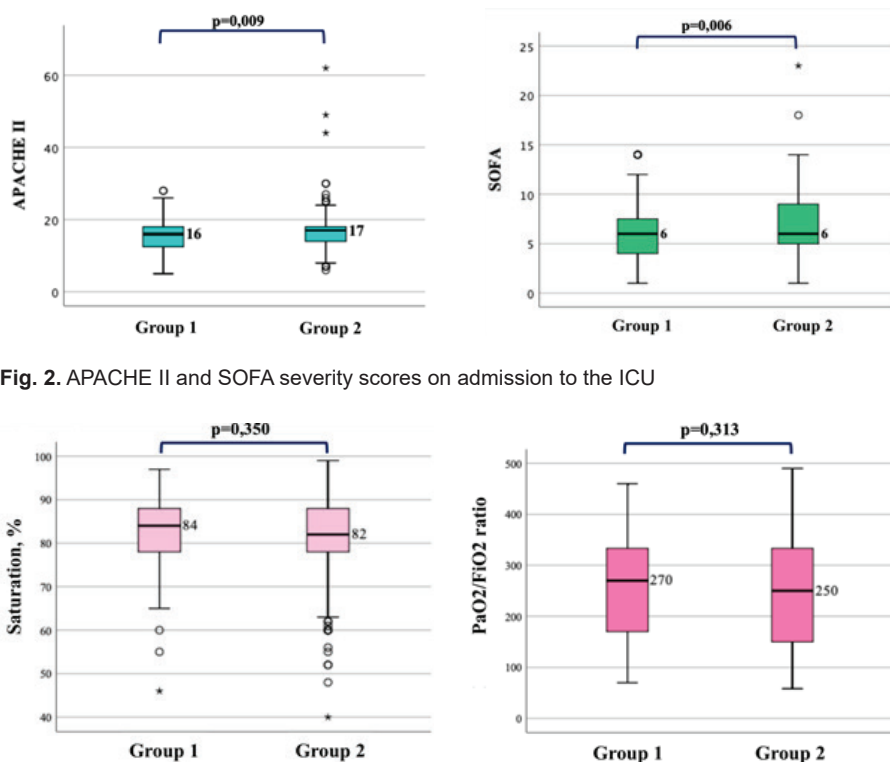 p=0,009
APACHE II
60
40
20
0
16
17
Group 1
Group 2
p=0,006
SOFA
25
20
15
10
5
0
6
6
Group 1
Group 2
Fig. 2. APACHE II and SOFA severity scores on admission to the ICU
p=0,350
Saturation, %
100
90
80
70
60
50
40
84
82
Group 1
Group 2
p=0,313
PaO2/FiO2 ratio
500
400
300
200
100
0
270
250
Group 1
Group 2